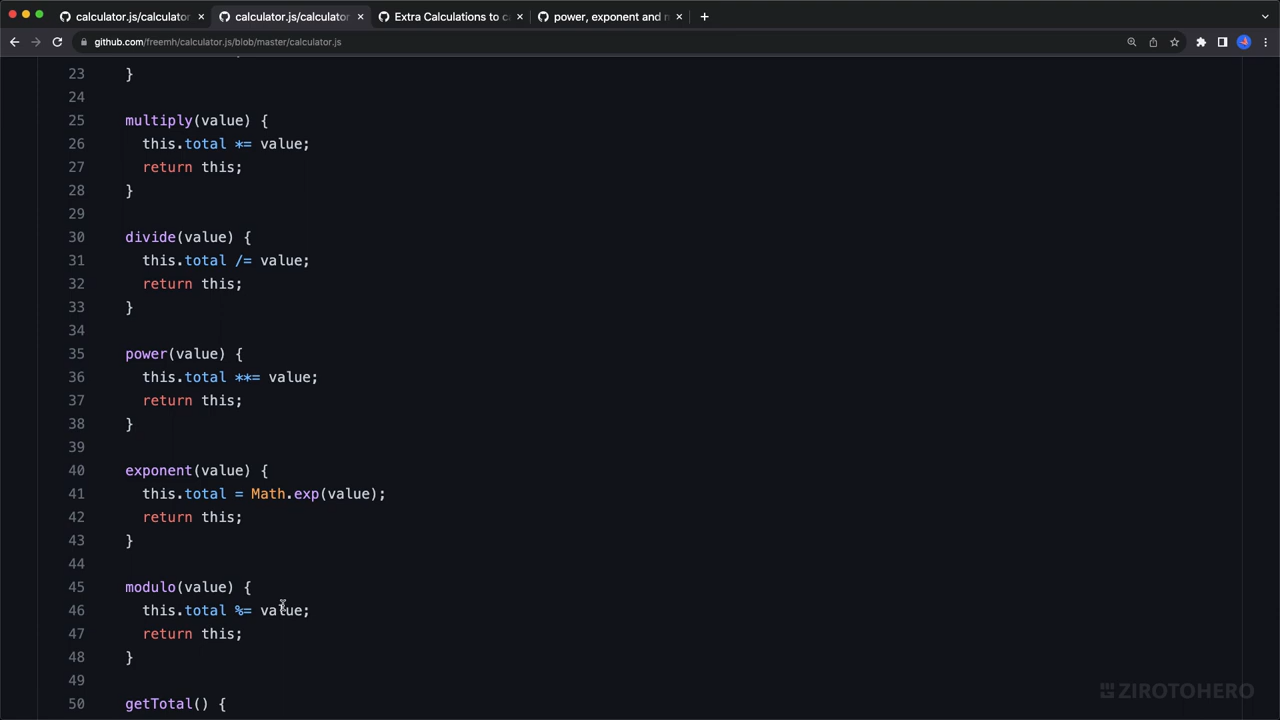 calculator.js/calculator
calculator.js/calculator
Extra Calculations to c
power, exponent and m
github.com/freemh/calculator.js/blob/master/calculator.js
23 }
24
25 multiply(value) {
26 this.total *= value;
27 return this;
28 }
29
30 divide(value) {
31 this.total /= value;
32 return this;
33 }
34
35 power(value) {
36 this.total **= value;
37 return this;
38 }
39
40 exponent(value) {
41 this.total = Math.exp(value);
42 return this;
43 }
44
45 modulo(value) {
46 this.total %= value;
47 return this;
48 }
49
50 getTotal() {
ZIROTOHERO